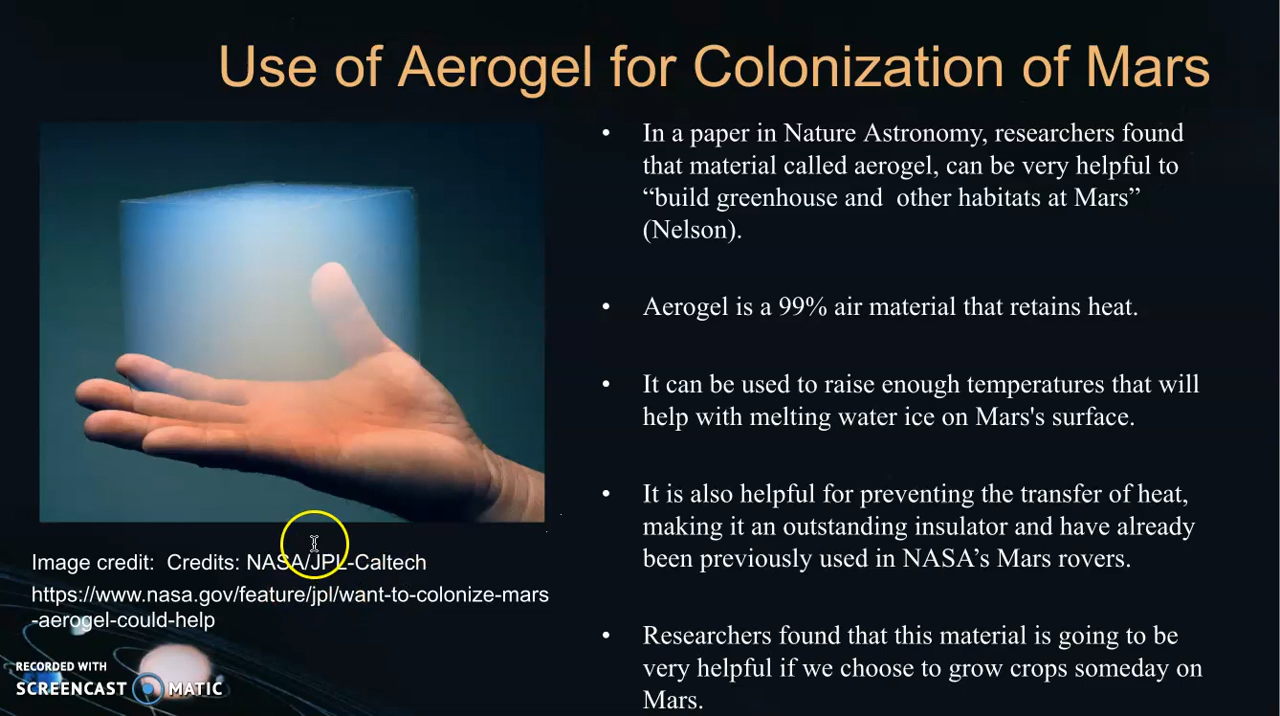 Use of Aerogel for Colonization of Mars
• In a paper in Nature Astronomy, researchers found
that material called aerogel, can be very helpful to
“build greenhouse and  other habitats at Mars”
(Nelson).
• Aerogel is a 99% air material that retains heat.
• It can be used to raise enough temperatures that will
help with melting water ice on Mars's surface.
• It is also helpful for preventing the transfer of heat,
making it an outstanding insulator and have already
been previously used in NASA’s Mars rovers.
• Researchers found that this material is going to be
very helpful if we choose to grow crops someday on
Mars.
Image credit:  Credits: NASA/JPL-Caltech
https://www.nasa.gov/feature/jpl/want-to-colonize-mars
-aerogel-could-help
RECORDED WITH
SCREENCAST MATIC